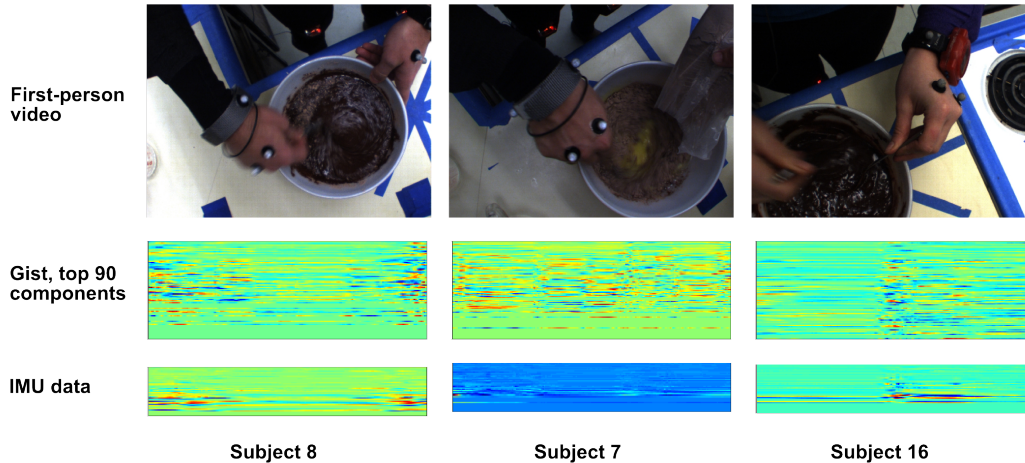 First-person
video
Gist, top 90
components
IMU data
Subject 8
Subject 7
Subject 16